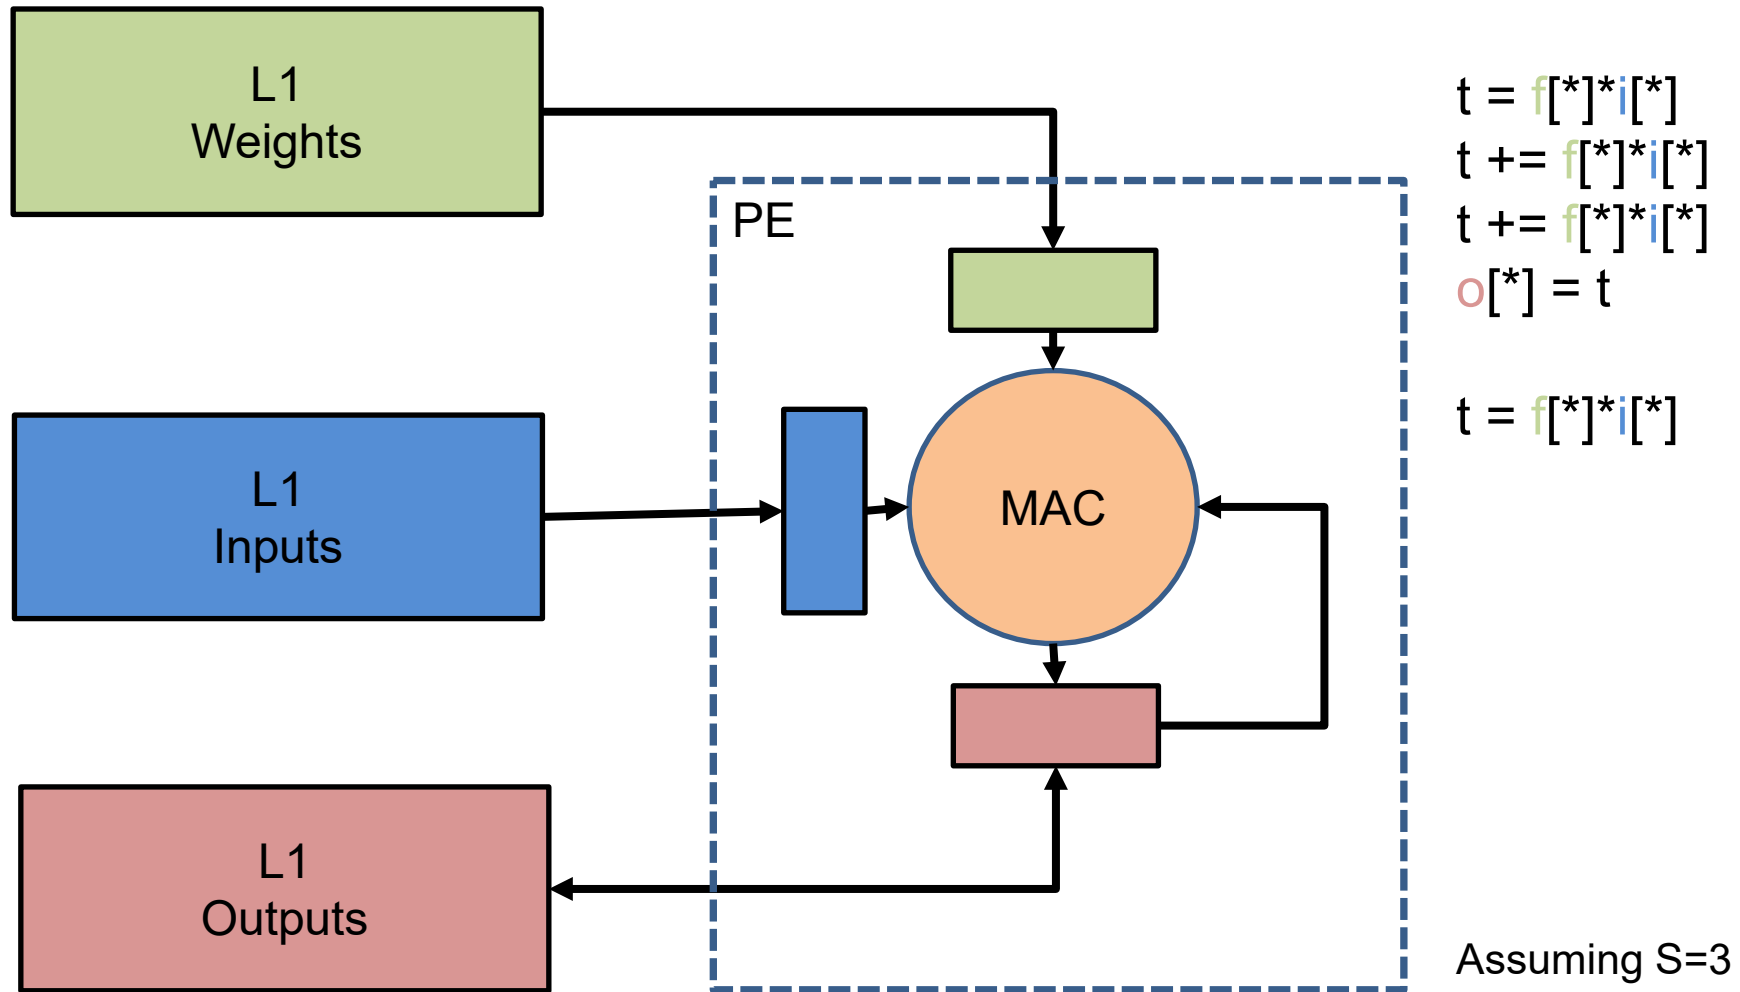 L1
Weights
PE
L1
Inputs
MAC
L1
Outputs
t = f[*]*i[*]
t += f[*]*i[*]
t += f[*]*i[*]
o[*] = t
t = f[*]*i[*]
Assuming S=3